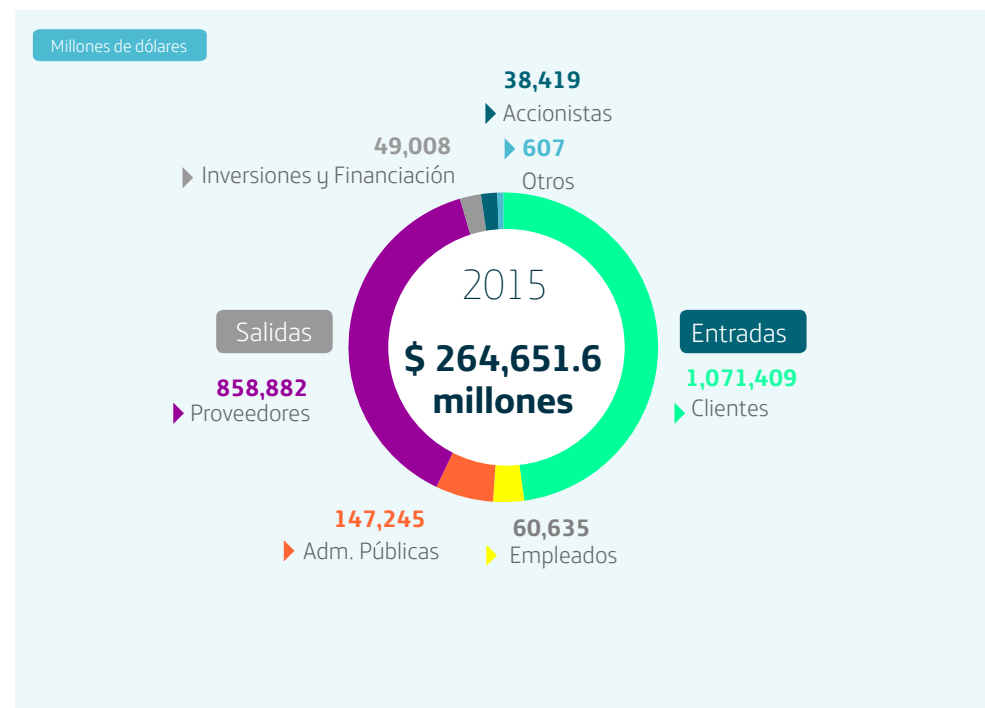 Millones de dólares
38,419
Accionistas
607
Otros
49,008
Inversiones y Financiación
2015
$ 264,651.6
millones
Salidas
858,882
Proveedores
Entradas
1,071,409
Clientes
147,245
Adm. Públicas
60,635
Empleados